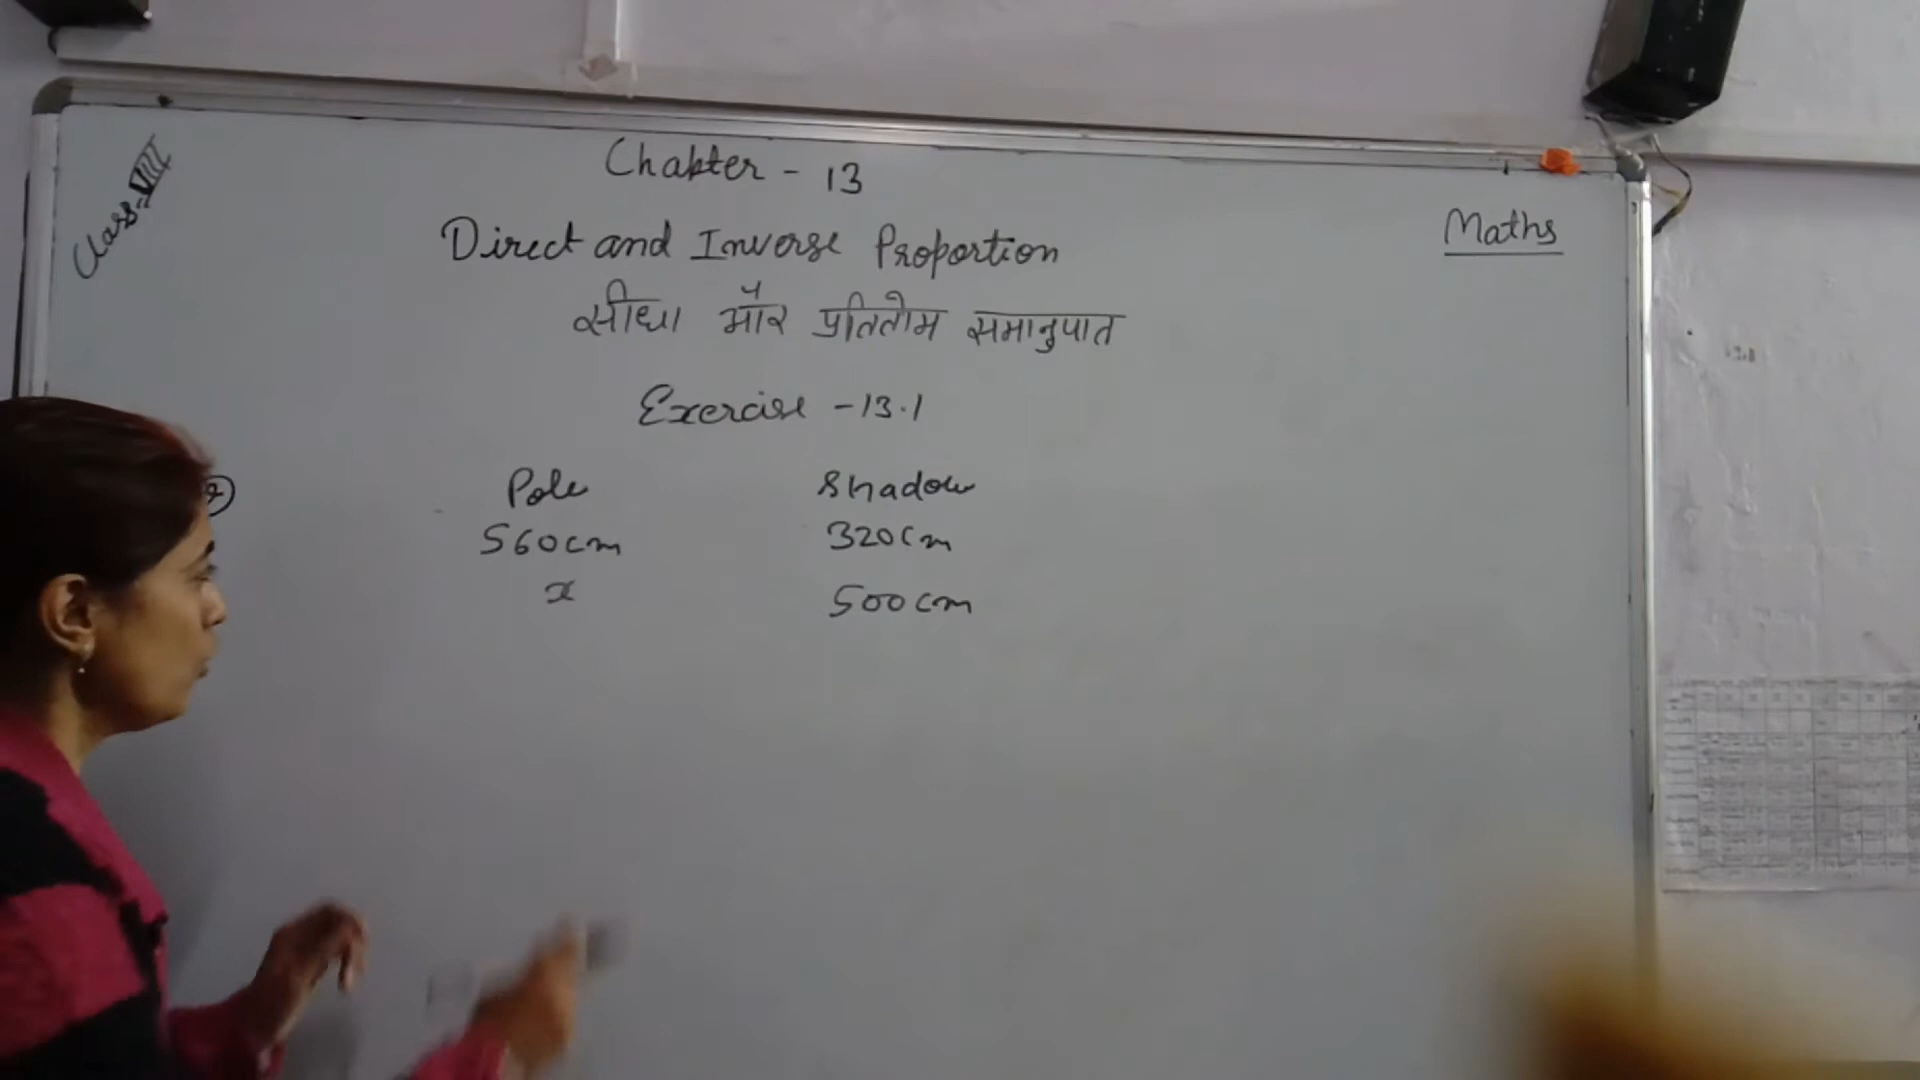 Class-VIII
Chapter - 13
Maths
Direct and Inverse Proportion
सीधा और प्रतिलोम समानुपात
Exercise -13.1
Pole Shadow
560cm 320cm
x 500cm